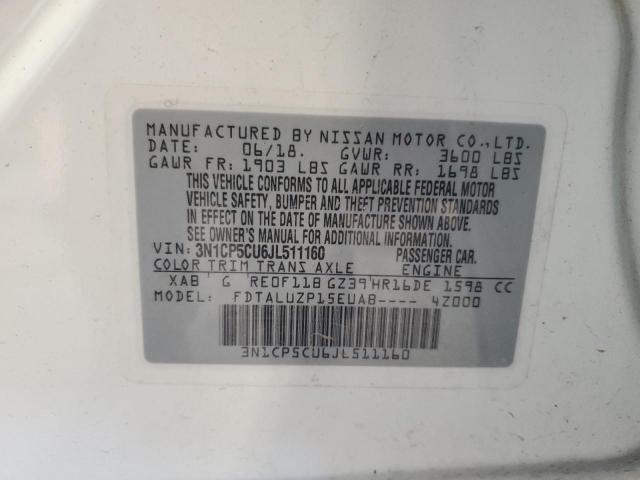 MANUFACTURED BY NISSAN MOTOR CO.,LTD.
DATE: 06/18. GVWR: 3600 LBS
GAWR FR: 1903 LBS GAWR RR: 1698 LBS
THIS VEHICLE CONFORMS TO ALL APPLICABLE FEDERAL MOTOR
VEHICLE SAFETY, BUMPER AND THEFT PREVENTION STANDARDS
IN EFFECT ON THE DATE OF MANUFACTURE SHOWN ABOVE.
SEE OWNER'S MANUAL FOR ADDITIONAL INFORMATION.
VIN: 3N1CP5CU6JL511160 PASSENGER CAR.
COLOR TRIM TRANS AXLE ENGINE
XAB G RE0F11B GZ39 HR16DE 1598 CC
MODEL: FDTALUZP15EUAB---- 4Z000
3N1CP5CU6JL511160